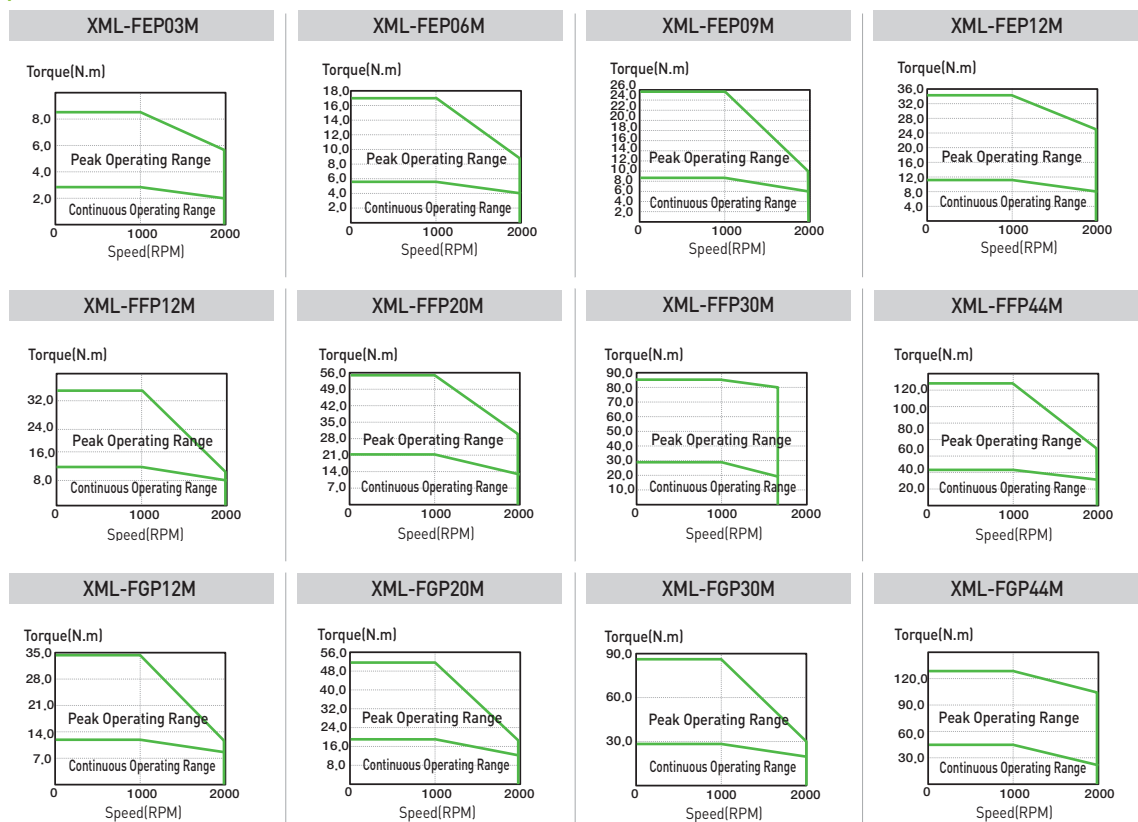 XML-FEP03M
XML-FEP06M
XML-FEP09M
XML-FEP12M
Torque(N.m)
8,0
6,0
4,0
2,0
Peak Operating Range
Continuous Operating Range
0 1000 2000
Speed(RPM)
Torque(N.m)
18,0
16,0
14,0
12,0
10,0
8,0
6,0
4,0
2,0
Peak Operating Range
Continuous Operating Range
0 1000 2000
Speed(RPM)
Torque(N.m)
26,0
24,0
22,0
20,0
18,0
16,0
14,0
12,0
10,0
8,0
6,0
4,0
2,0
Peak Operating Range
Continuous Operating Range
0 1000 2000
Speed(RPM)
Torque(N.m)
36,0
32,0
28,0
24,0
20,0
16,0
12,0
8,0
4,0
Peak Operating Range
Continuous Operating Range
0 1000 2000
Speed(RPM)
XML-FFP12M
XML-FFP20M
XML-FFP30M
XML-FFP44M
Torque(N.m)
32,0
24,0
16,0
8,0
Peak Operating Range
Continuous Operating Range
0 1000 2000
Speed(RPM)
Torque(N.m)
56,0
49,0
42,0
35,0
28,0
21,0
14,0
7,0
Peak Operating Range
Continuous Operating Range
0 1000 2000
Speed(RPM)
Torque(N.m)
90,0
80,0
70,0
60,0
50,0
40,0
30,0
20,0
10,0
Peak Operating Range
Continuous Operating Range
0 1000 2000
Speed(RPM)
Torque(N.m)
120,0
100,0
80,0
60,0
40,0
20,0
Peak Operating Range
Continuous Operating Range
0 1000 2000
Speed(RPM)
XML-FGP12M
XML-FGP20M
XML-FGP30M
XML-FGP44M
Torque(N.m)
35,0
28,0
21,0
14,0
7,0
Peak Operating Range
Continuous Operating Range
0 1000 2000
Speed(RPM)
Torque(N.m)
56,0
48,0
40,0
32,0
24,0
16,0
8,0
Peak Operating Range
Continuous Operating Range
0 1000 2000
Speed(RPM)
Torque(N.m)
90,0
60.0
30,0
Peak Operating Range
Continuous Operating Range
0 1000 2000
Speed(RPM)
Torque(N.m)
120,0
90,0
60,0
30,0
Peak Operating Range
Continuous Operating Range
0 1000 2000
Speed(RPM)